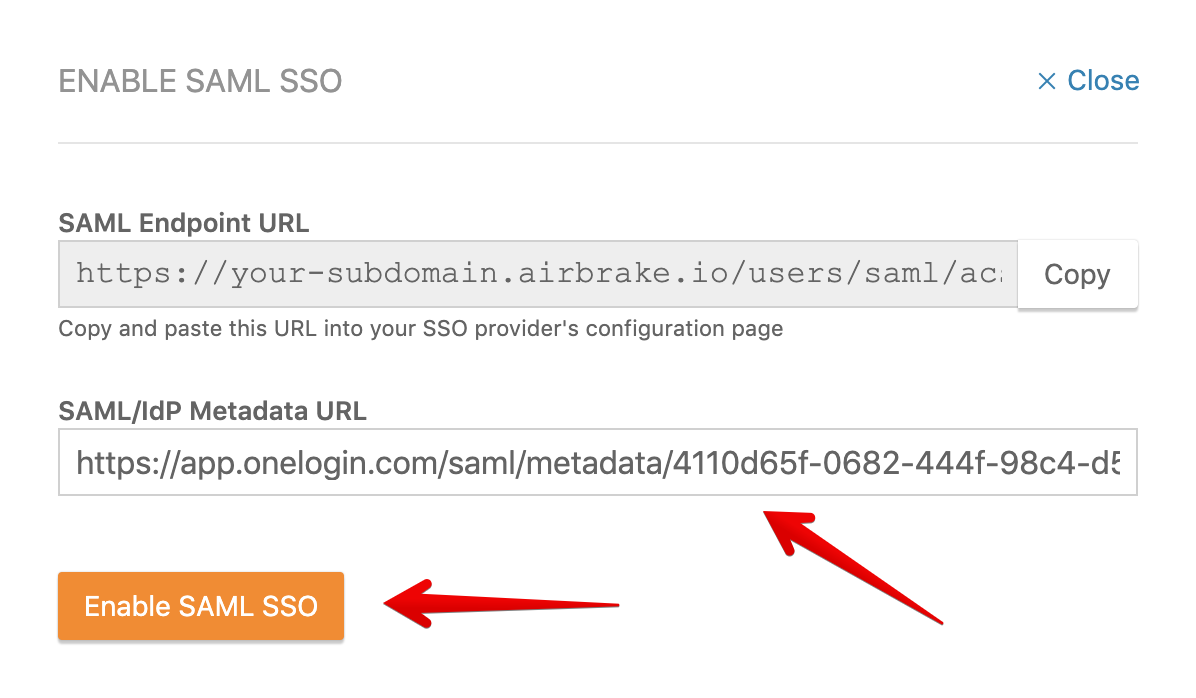 ENABLE SAML SSO
× Close
SAML Endpoint URL
https://your-subdomain.airbrake.io/users/saml/ac
Copy
Copy and paste this URL into your SSO provider's configuration page
SAML/IdP Metadata URL
https://app.onelogin.com/saml/metadata/4110d65f-0682-444f-98c4-d5
Enable SAML SSO